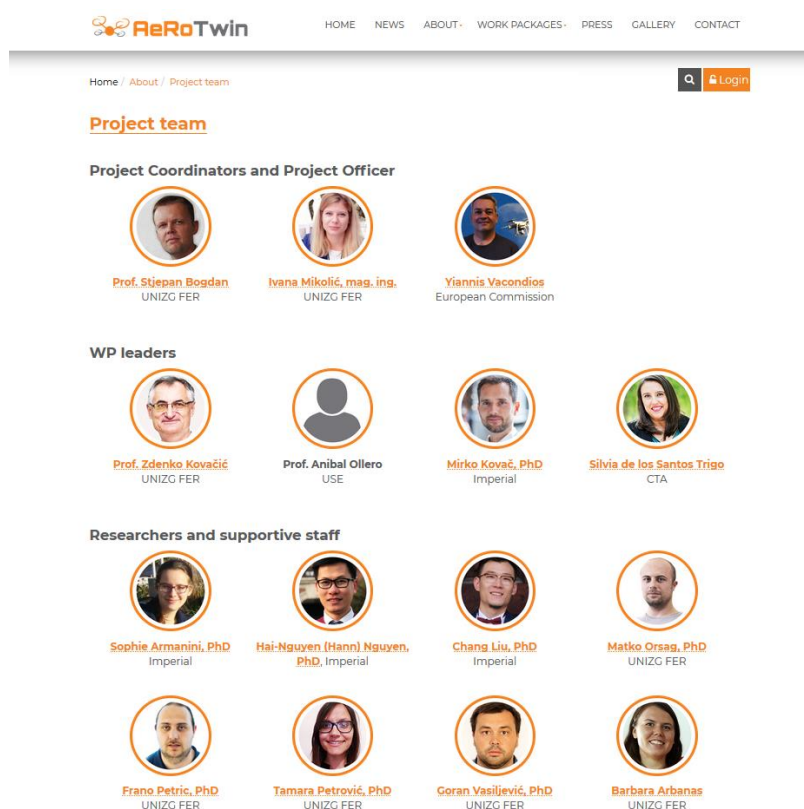 AeRoTwin
HOME NEWS ABOUT WORK PACKAGES PRESS GALLERY CONTACT
Home / About / Project team
Login
Project team
Project Coordinators and Project Officer
Prof. Stjepan Bogdan
UNIZG FER
Ivana Mikolić, mag. ing.
UNIZG FER
Yiannis Vacondios
European Commission
WP leaders
Prof. Zdenko Kovačić
UNIZG FER
Prof. Anibal Ollero
USE
Mirko Kovač, PhD
Imperial
Silvia de los Santos Trigo
CTA
Researchers and supportive staff
Sophie Armanini, PhD
Imperial
Hai-Nguyen (Hann) Nguyen,
PhD, Imperial
Chang Liu, PhD
Imperial
Matko Orsag, PhD
UNIZG FER
Frano Petric, PhD
UNIZG FER
Tamara Petrović, PhD
UNIZG FER
Goran Vasiljević, PhD
UNIZG FER
Barbara Arbanas
UNIZG FER